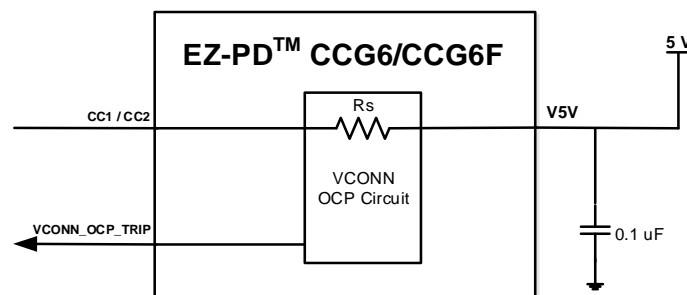 EZ-PD™ CCG6/CCG6F
5 V
Rs
CC1 / CC2
V5V
VCONN
OCP Circuit
VCONN_OCP_TRIP
0.1 uF